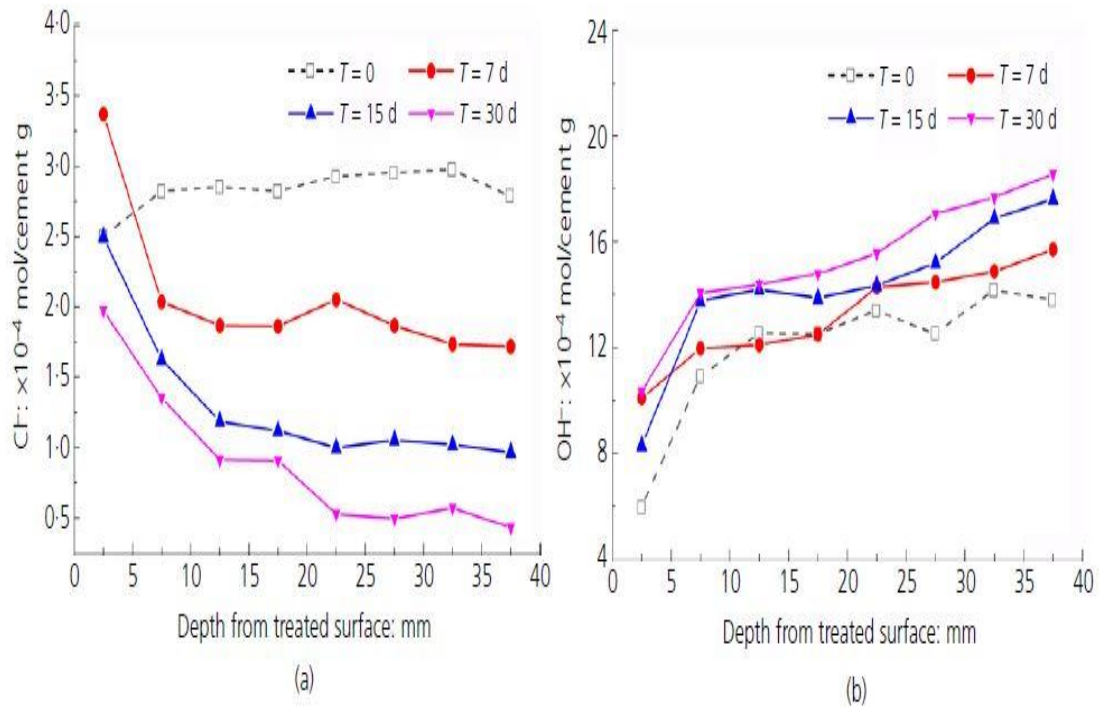 4·0
3·5
3·0
2·5
2·0
1·5
1·0
0·5
Cl–: ×10–4 mol/cement g
T = 0 T = 7 d
T = 15 d T = 30 d
0 5 10 15 20 25 30 35 40
Depth from treated surface: mm
(a)
24
20
16
12
8
4
OH–: ×10–4 mol/cement g
T = 0 T = 7 d
T = 15 d T = 30 d
0 5 10 15 20 25 30 35 40
Depth from treated surface: mm
(b)